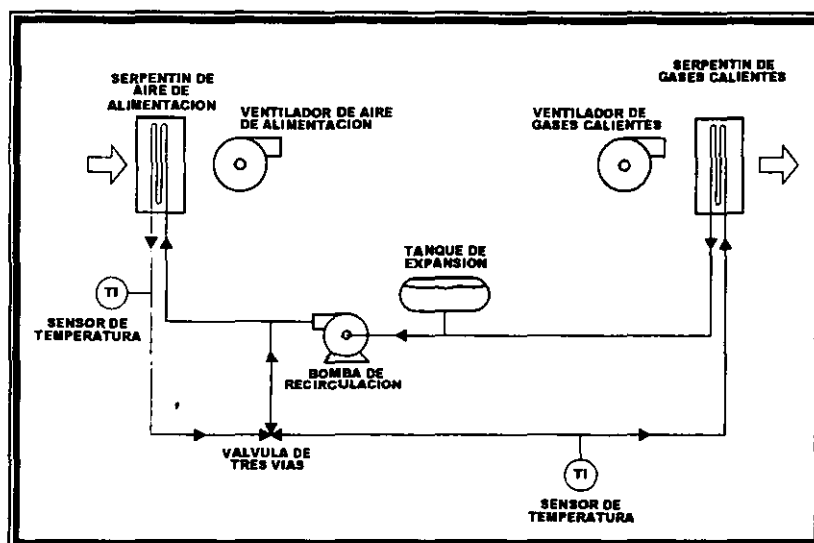 SERPENTIN DE
AIRE DE
ALIMENTACION
VENTILADOR DE AIRE
DE ALIMENTACION
VENTILADOR DE
GASES CALIENTES
SERPENTIN DE
GASES CALIENTES
TANQUE DE
EXPANSION
TI
SENSOR DE
TEMPERATURA
BOMBA DE
RECIRCULACION
VALVULA DE
TRES VIAS
TI
SENSOR DE
TEMPERATURA